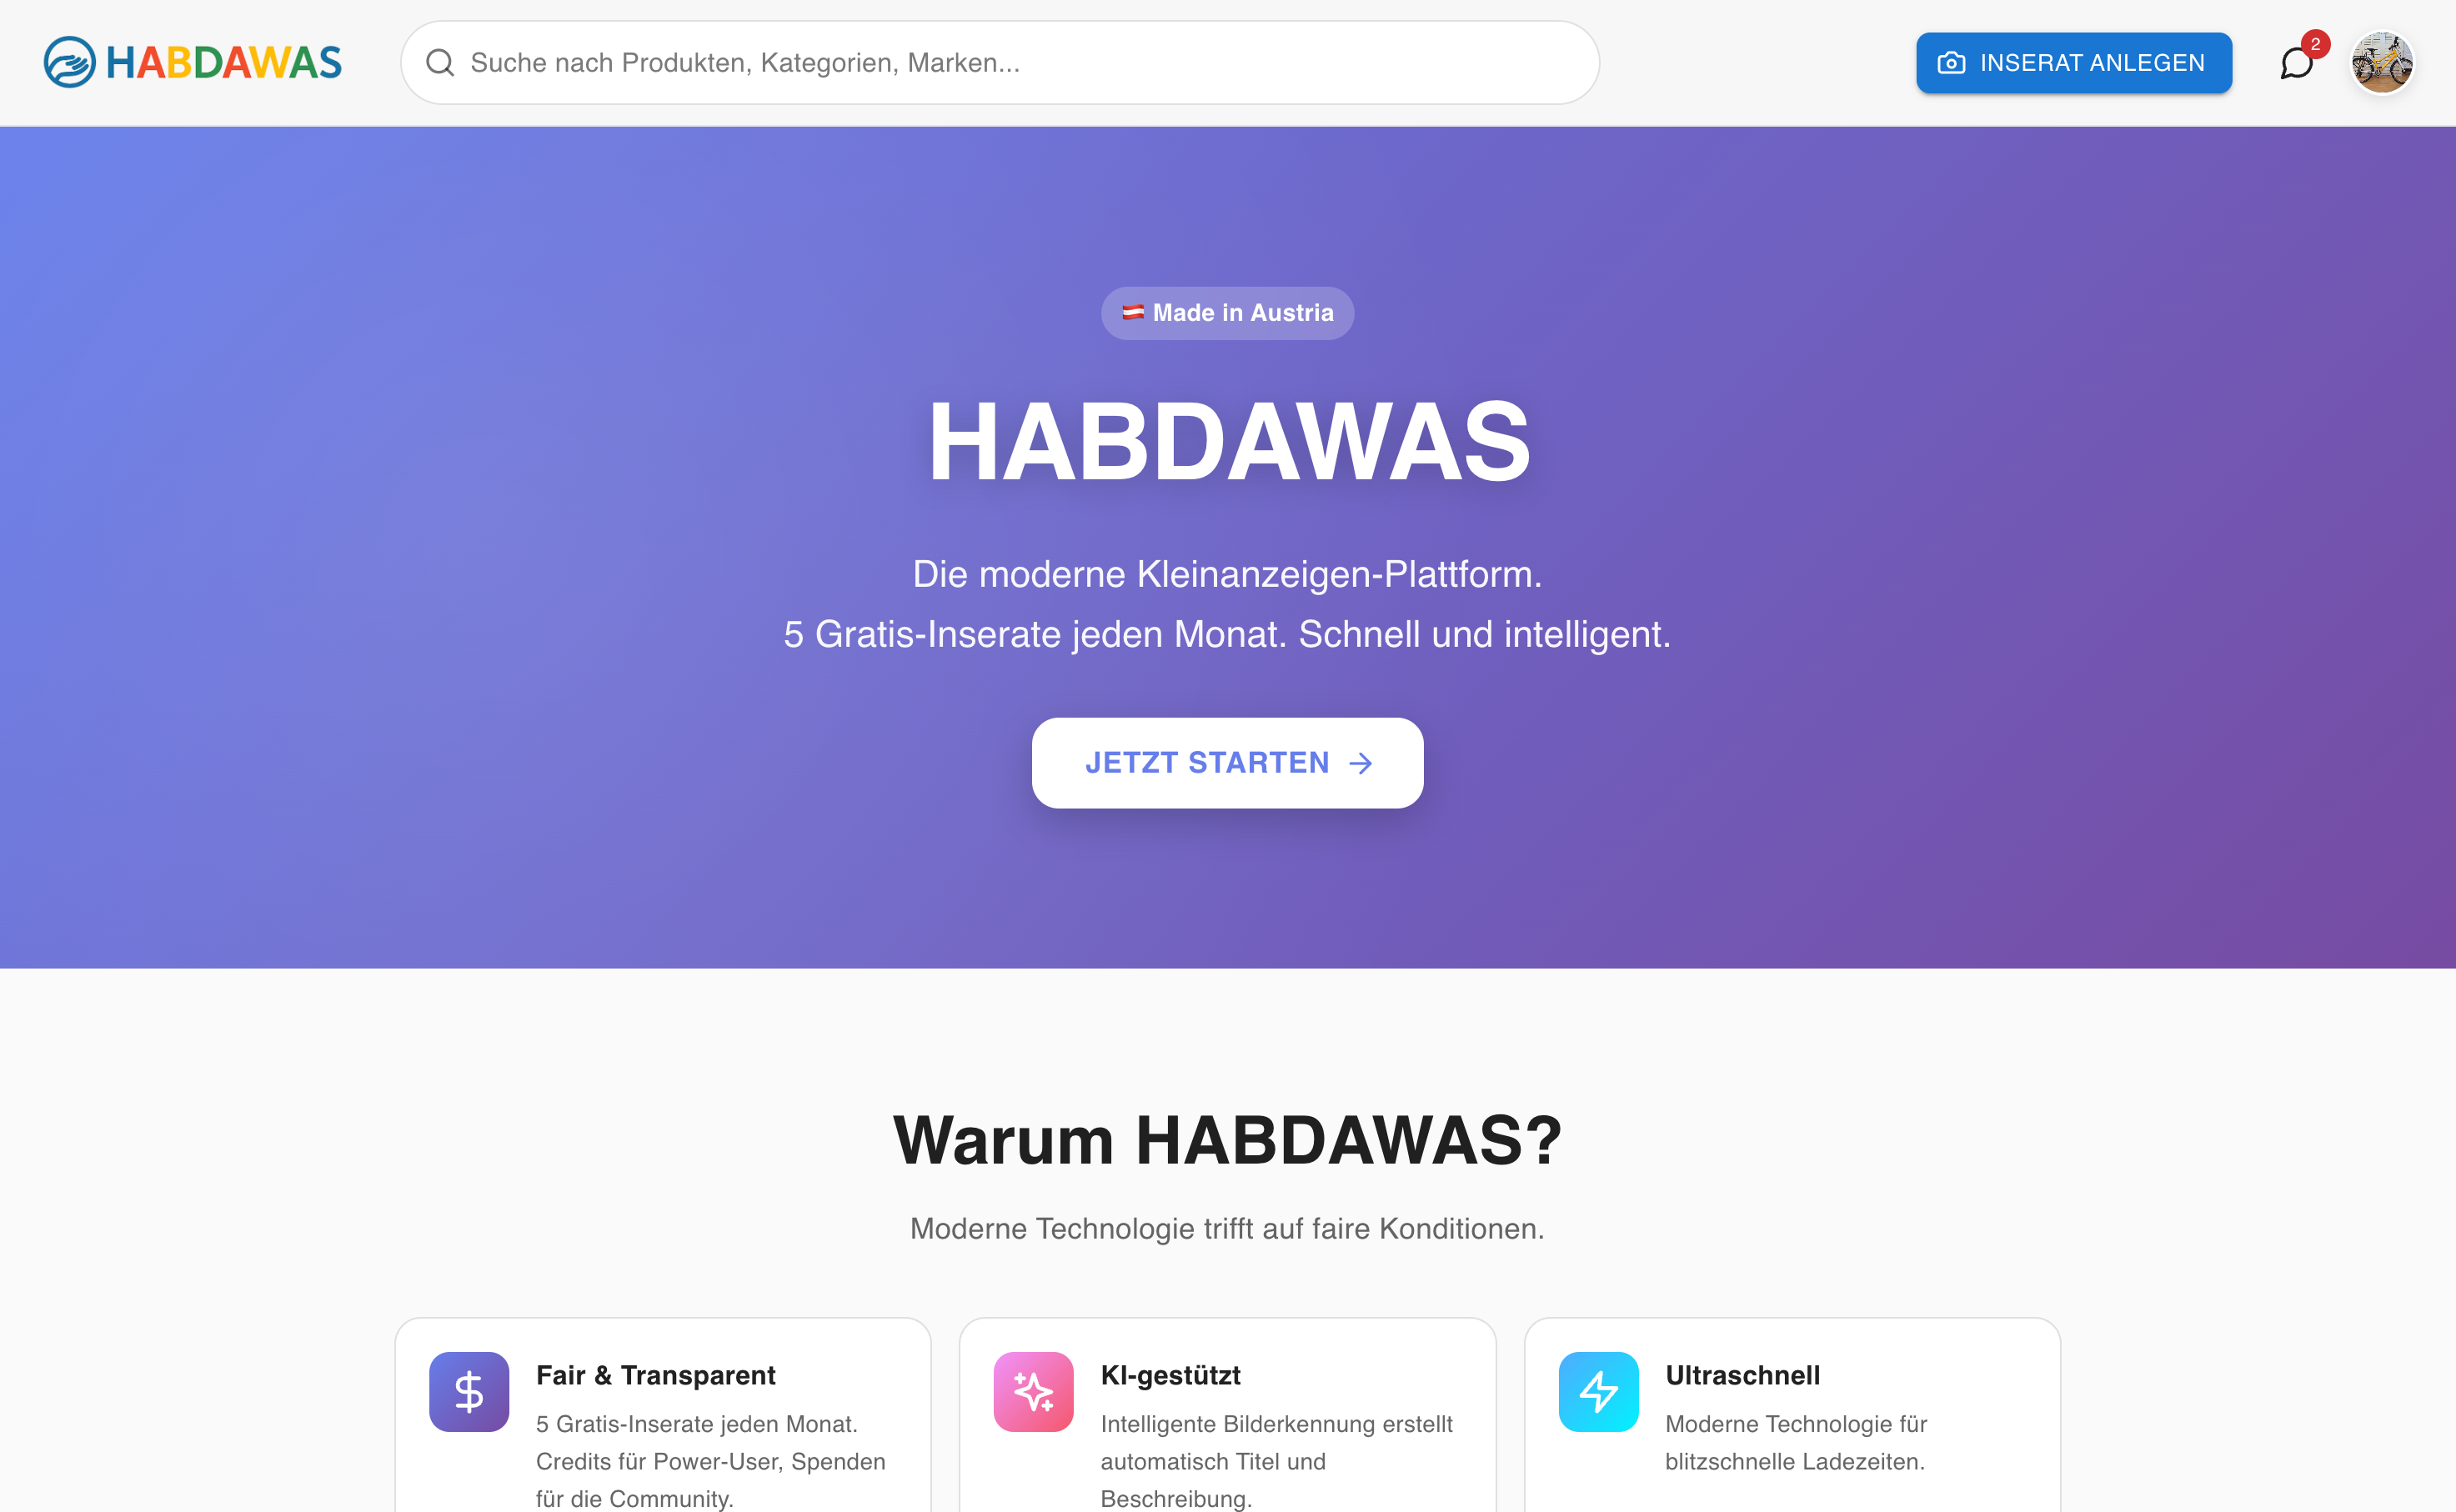 HABDAWAS
Suche nach Produkten, Kategorien, Marken...
INSERAT ANLEGEN
2
Made in Austria
HABDAWAS
Die moderne Kleinanzeigen-Plattform.
5 Gratis-Inserate jeden Monat. Schnell und intelligent.
JETZT STARTEN
Warum HABDAWAS?
Moderne Technologie trifft auf faire Konditionen.
Fair & Transparent
5 Gratis-Inserate jeden Monat.
Credits für Power-User, Spenden
für die Community.
KI-gestützt
Intelligente Bilderkennung erstellt
automatisch Titel und
Beschreibung.
Ultraschnell
Moderne Technologie für
blitzschnelle Ladezeiten.